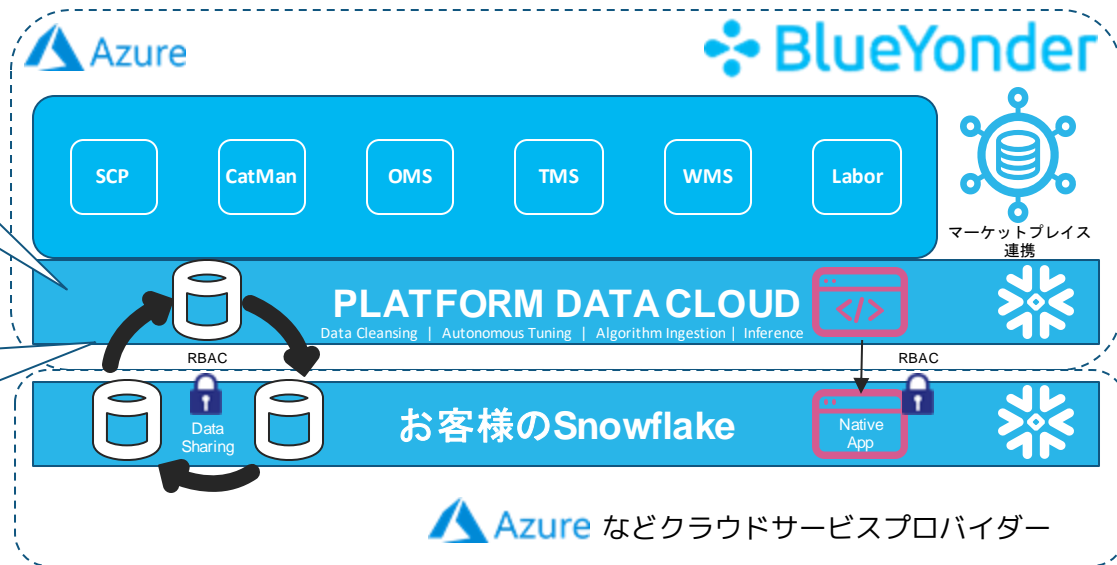 Azure
BlueYonder
SCP
CatMan
OMS
TMS
WMS
Labor
マーケットプレイス
連携
PLATFORM DATA CLOUD
Data Cleansing | Autonomous Tuning | Algorithm Ingestion | Inference
</>
RBAC
RBAC
Data
Sharing
お客様のSnowflake
Native
App
Azure などクラウドサービスプロバイダー